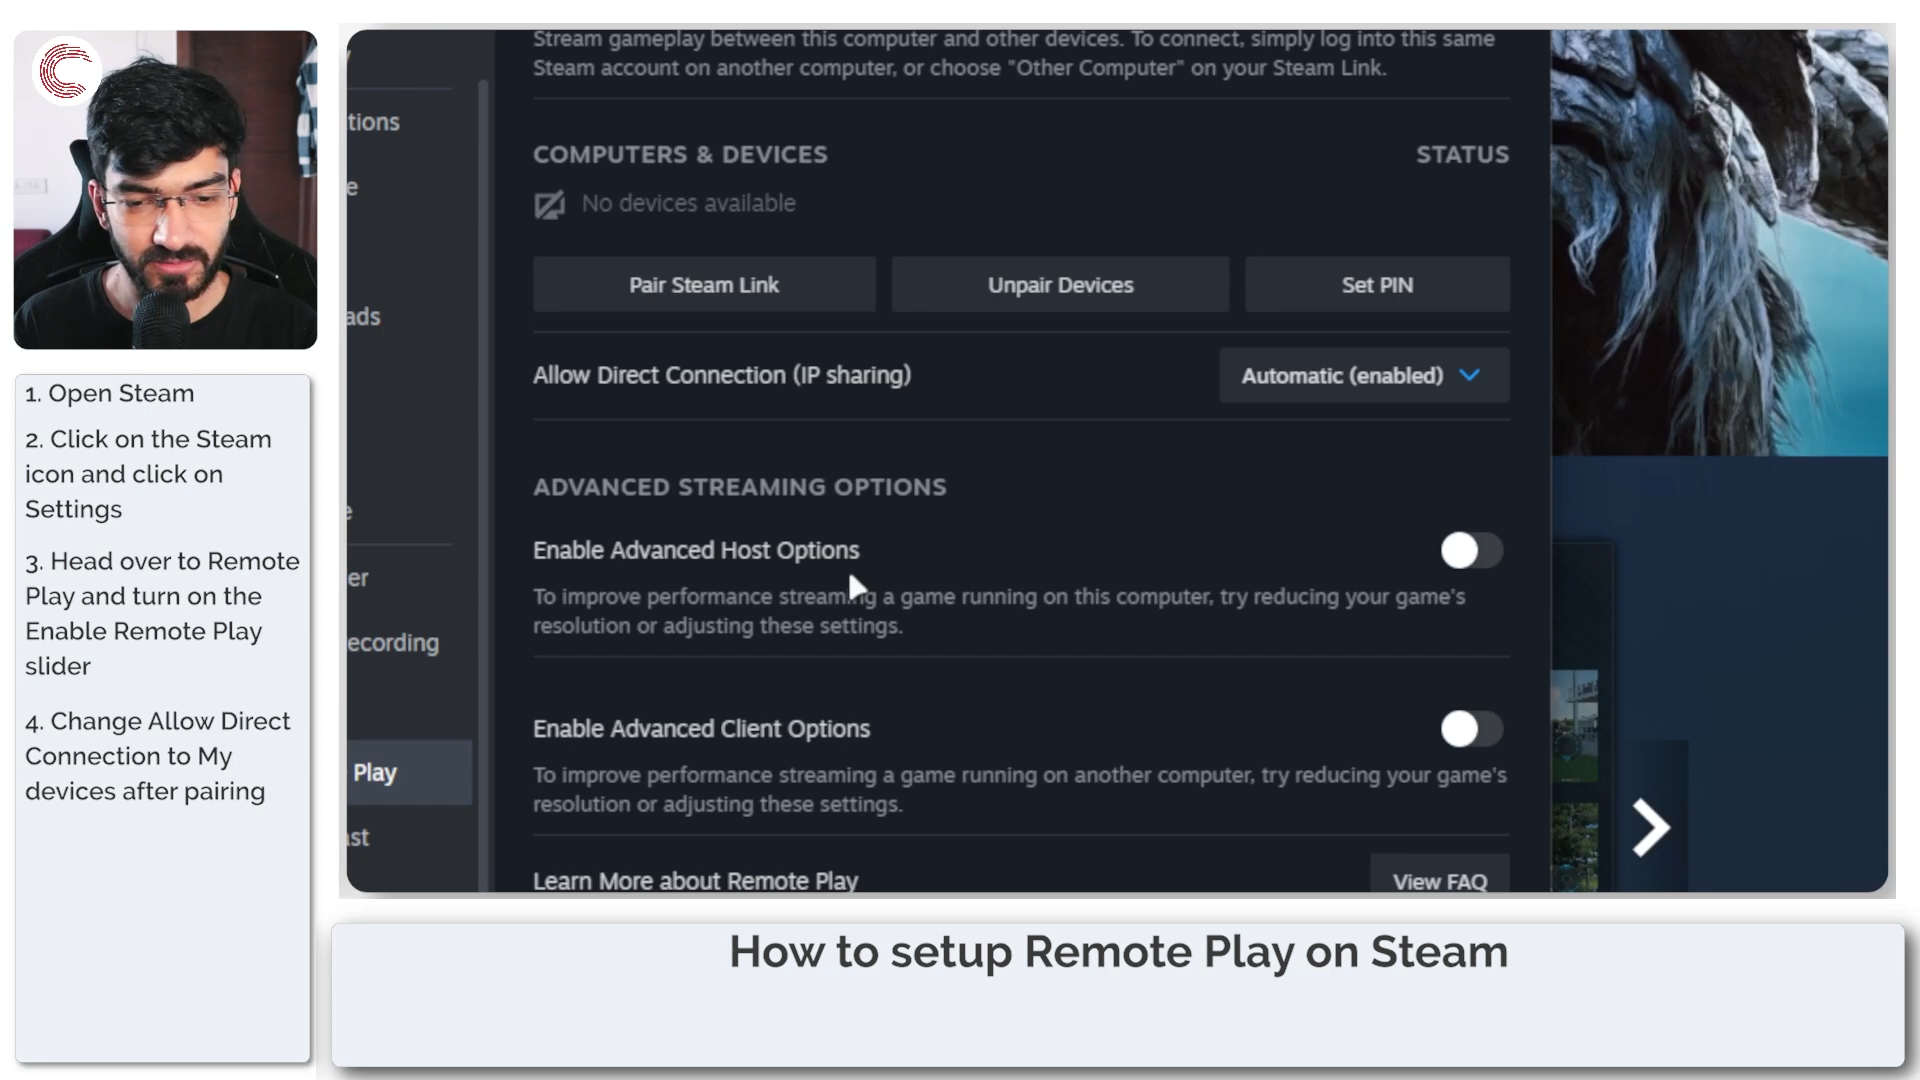 1. Open Steam
2. Click on the Steam
icon and click on
Settings
3. Head over to Remote
Play and turn on the
Enable Remote Play
slider
4. Change Allow Direct
Connection to My
devices after pairing
tions
e
ads
e
er
ecording
Play
ast
Stream gameplay between this computer and other devices. To connect, simply log into this same
Steam account on another computer, or choose "Other Computer" on your Steam Link.
COMPUTERS & DEVICES
STATUS
No devices available
Pair Steam Link
Unpair Devices
Set PIN
Allow Direct Connection (IP sharing)
Automatic (enabled)
ADVANCED STREAMING OPTIONS
Enable Advanced Host Options
To improve performance streaming a game running on this computer, try reducing your game's
resolution or adjusting these settings.
Enable Advanced Client Options
To improve performance streaming a game running on another computer, try reducing your game's
resolution or adjusting these settings.
Learn More about Remote Play
View FAQ
How to setup Remote Play on Steam